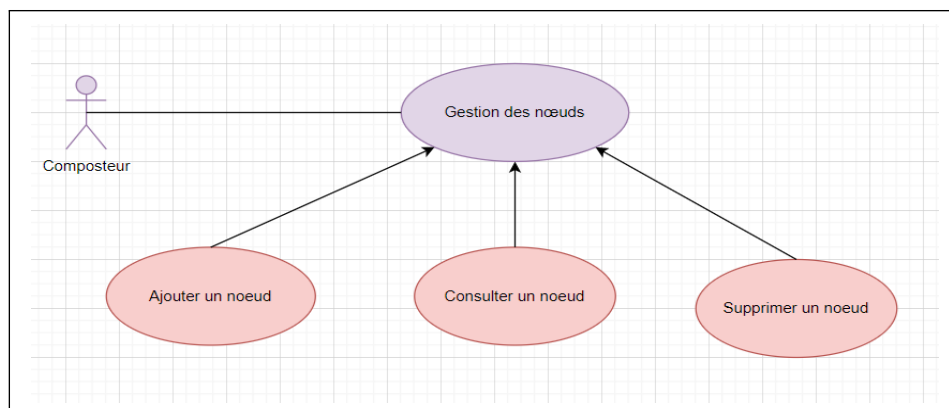 Gestion des nœuds
Composteur
Ajouter un noeud
Consulter un noeud
Supprimer un noeud